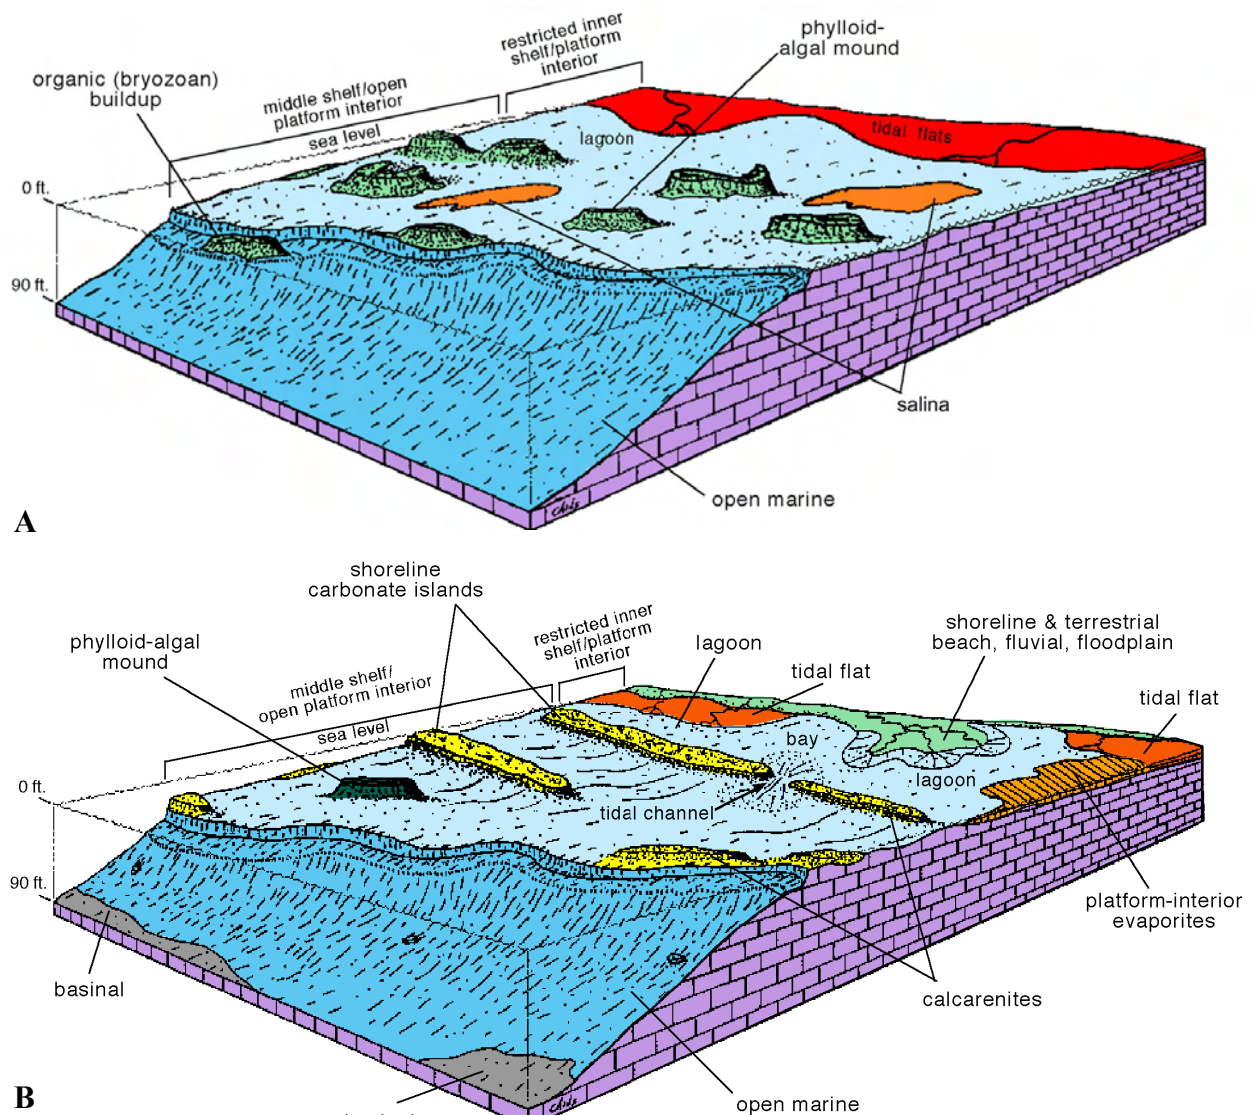 phylloid-
algal mound
restricted inner
shelf/platform
interior
organic (bryozoan)
buildup
middle shelf/open
platform interior
sea level
lagoon
tidal flats
0 ft.
90 ft.
salina
open marine
A
shoreline
carbonate islands
restricted inner
shelf/platform
interior
phylloid-algal
mound
middle shelf/
open platform interior
sea level
lagoon
tidal flat
shoreline & terrestrial
beach, fluvial, floodplain
tidal flat
bay
lagoon
tidal channel
0 ft.
90 ft.
basinal
platform-interior
evaporites
calcarenites
open marine
B